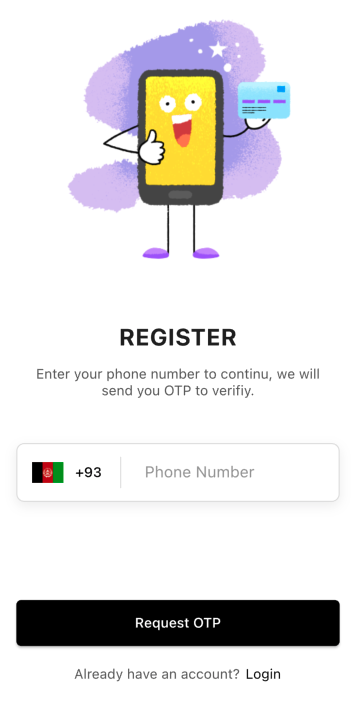 REGISTER
Enter your phone number to continu, we will
send you OTP to verifiy.
+93
Phone Number
Request OTP
Already have an account? Login